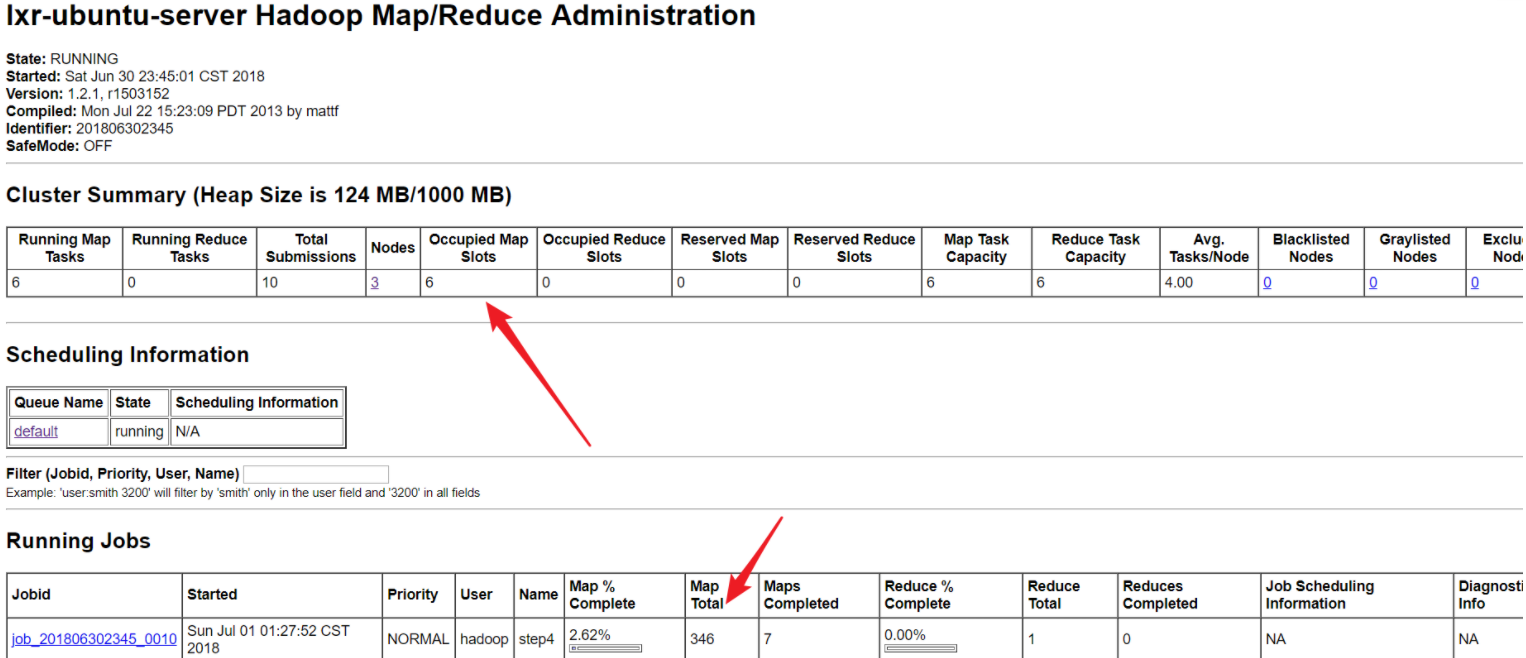 lxr-ubuntu-server Hadoop Map/Reduce Administration
State: RUNNING
Started: Sat Jun 30 23:45:01 CST 2018
Version: 1.2.1, r1503152
Compiled: Mon Jul 22 15:23:09 PDT 2013 by mattf
Identifier: 201806302345
SafeMode: OFF
Cluster Summary (Heap Size is 124 MB/1000 MB)
Running Map Tasks Running Reduce Tasks Total Submissions Nodes Occupied Map Slots Occupied Reduce Slots Reserved Map Slots Reserved Reduce Slots Map Task Capacity Reduce Task Capacity Avg. Tasks/Node Blacklisted Nodes Graylisted Nodes
6 0 10 3 6 0 0 0 6 6 4.00 0 0 0
Scheduling Information
Queue Name State Scheduling Information
default running N/A
Filter (Jobid, Priority, User, Name)
Example: 'user:smith 3200' will filter by 'smith' only in the user field and '3200' in all fields
Running Jobs
Jobid Started Priority User Name Map % Complete Map Total Maps Completed Reduce % Complete Reduce Total Reduces Completed Job Scheduling Information Info
job_201806302345_0010 Sun Jul 01 01:27:52 CST 2018 NORMAL hadoop step4 2.62% 346 7 0.00% 1 0 NA NA